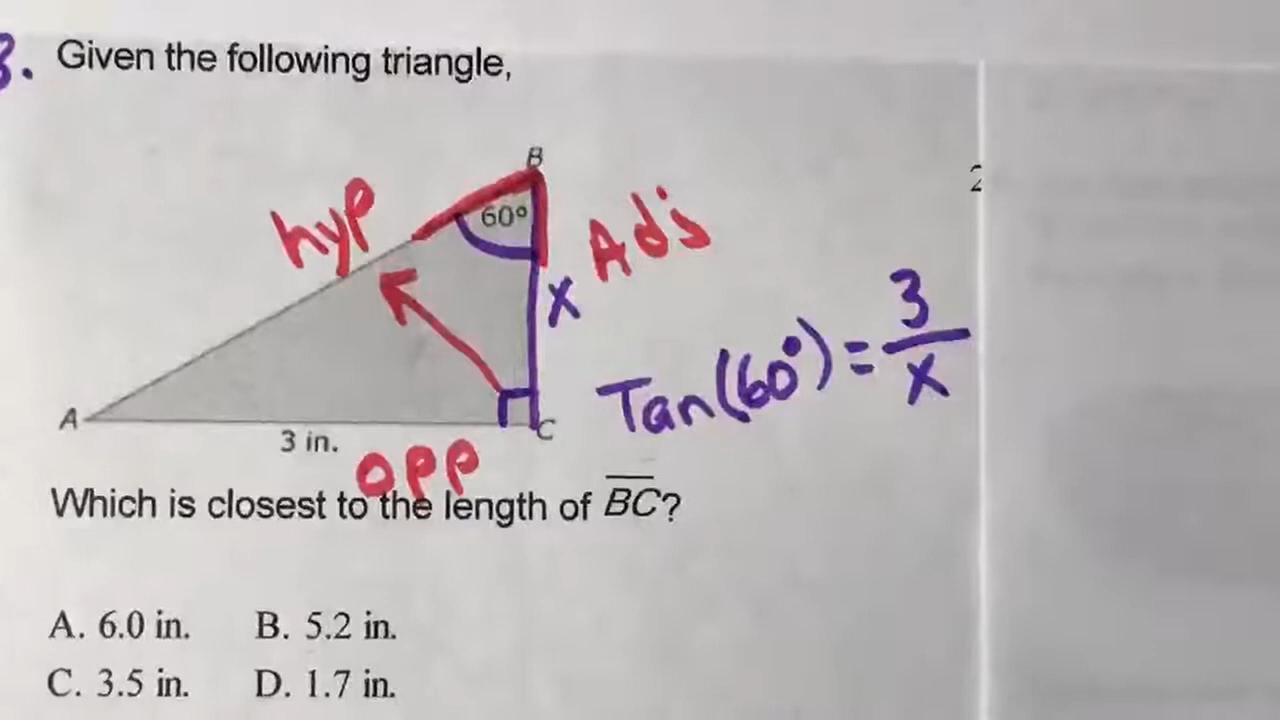 3. Given the following triangle,
B
2
hyp
60°
Adj
x
Tan(60°) = 3/x
A
C
3 in.
opp
Which is closest to the length of BC?
A. 6.0 in. B. 5.2 in.
C. 3.5 in. D. 1.7 in.